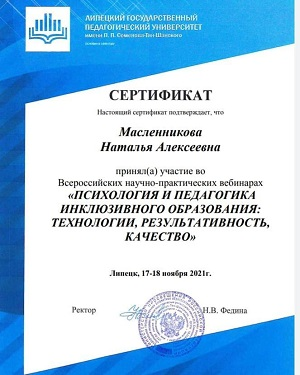 ЛИПЕЦКИЙ ГОСУДАРСТВЕННЫЙ
ПЕДАГОГИЧЕСКИЙ УНИВЕРСИТЕТ
ИМЕНИ П. П. СЕМЕНОВА-ТЯН-ШАНСКОГО
СЕРТИФИКАТ
Настоящий сертификат подтверждает, что
Масленникова
Наталья Алексеевна
принял(а) участие во
Всероссийских научно-практических вебинарах
«ПСИХОЛОГИЯ И ПЕДАГОГИКА
ИНКЛЮЗИВНОГО ОБРАЗОВАНИЯ:
ТЕХНОЛОГИИ, РЕЗУЛЬТАТИВНОСТЬ,
КАЧЕСТВО»
Липецк, 17-18 ноября 2021г.
Ректор
Н.В. Федина